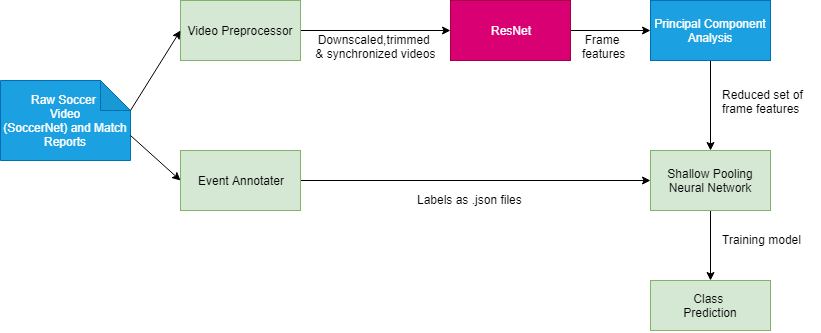 Video Preprocessor
Downscaled,trimmed
& synchronized videos
ResNet
Frame
features
Principal Component
Analysis
Raw Soccer
Video
(SoccerNet) and Match
Reports
Reduced set of
frame features
Event Annotater
Labels as .json files
Shallow Pooling
Neural Network
Training model
Class
Prediction